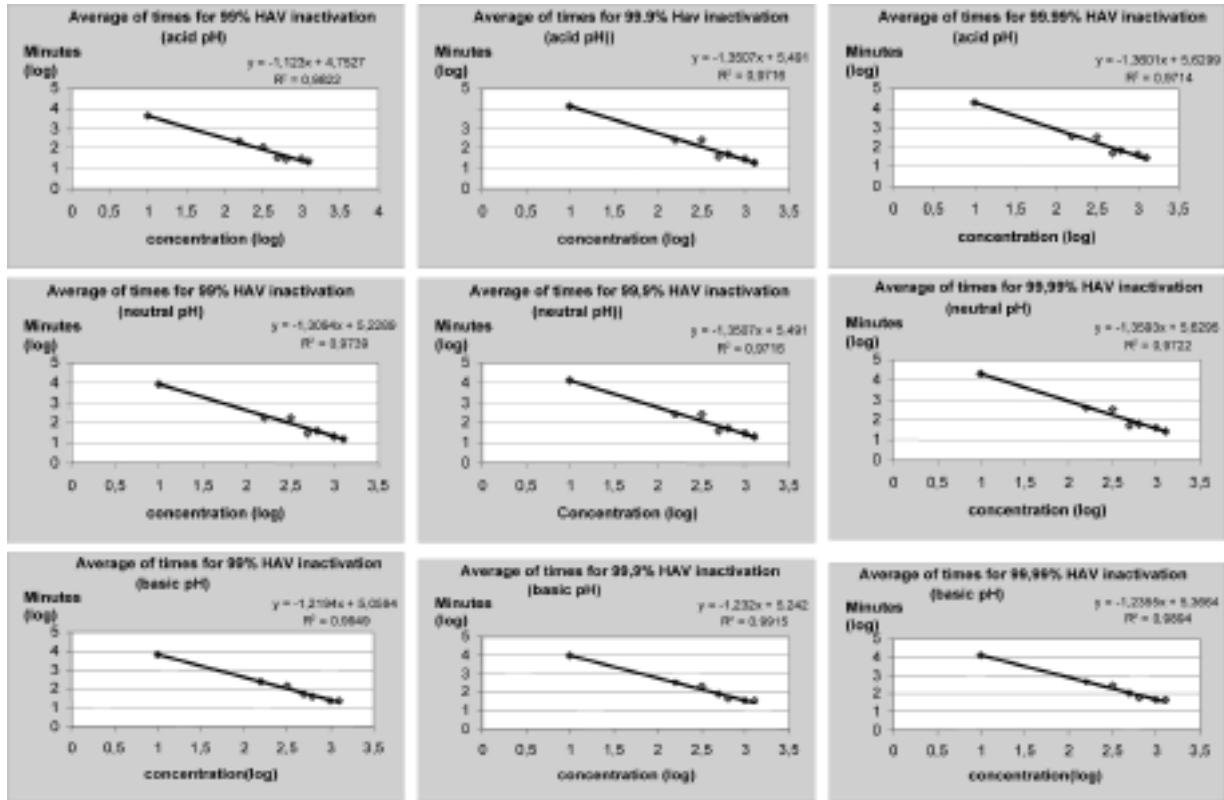 Average of times for 99% HAV inactivation
(acid pH)
Minutes
(log)
y = -1,123x + 4,7527
R² = 0,9822
5
4
3
2
1
0
0 0,5 1 1,5 2 2,5 3 3,5 4
concentration (log)
Average of times for 99.9% Hav inactivation
(acid pH))
Minutes
(log)
y = -1,3507x + 5,491
R² = 0,9716
5
4
3
2
1
0
0 0,5 1 1,5 2 2,5 3 3,5
concentration (log)
Average of times for 99.99% HAV inactivation
(acid pH)
Minutes
(log)
y = -1,3601x + 5,6299
R² = 0,9714
5
4
3
2
1
0
0 0,5 1 1,5 2 2,5 3 3,5
concentration (log)
Average of times for 99% HAV inactivation
(neutral pH)
Minutes
(log)
R² = 0,9739
5
4
3
2
1
0
0 0,5 1 1,5 2 2,5 3 3,5
concentration (log)
Average of times for 99,9% HAV inactivation
(neutral pH))
Minutes
(log)
y = -1,3507x + 5,491
R² = 0,9716
5
4
3
2
1
0
0 0,5 1 1,5 2 2,5 3 3,5
Concentration (log)
Average of times for 99,99% HAV inactivation
(neutral pH)
Minutes
(log)
R² = 0,9722
5
4
3
2
1
0
0 0,5 1 1,5 2 2,5 3 3,5
concentration (log)
Average of times for 99% HAV inactivation
(basic pH)
Minutes
(log)
5
4
3
2
1
0
0 0,5 1 1,5 2 2,5 3 3,5
concentration(log)
Average of times for 99,9% HAV inactivation
(basic pH)
Minutes
(log)
y = -1,232x + 5,242
R² = 0,9915
5
4
3
2
1
0
0 0,5 1 1,5 2 2,5 3 3,5
concentration (log)
Average of times for 99,99% HAV inactivation
(basic pH)
Minutes
(log)
R² = 0,9894
5
4
3
2
1
0
0 0,5 1 1,5 2 2,5 3 3,5
concentration(log)